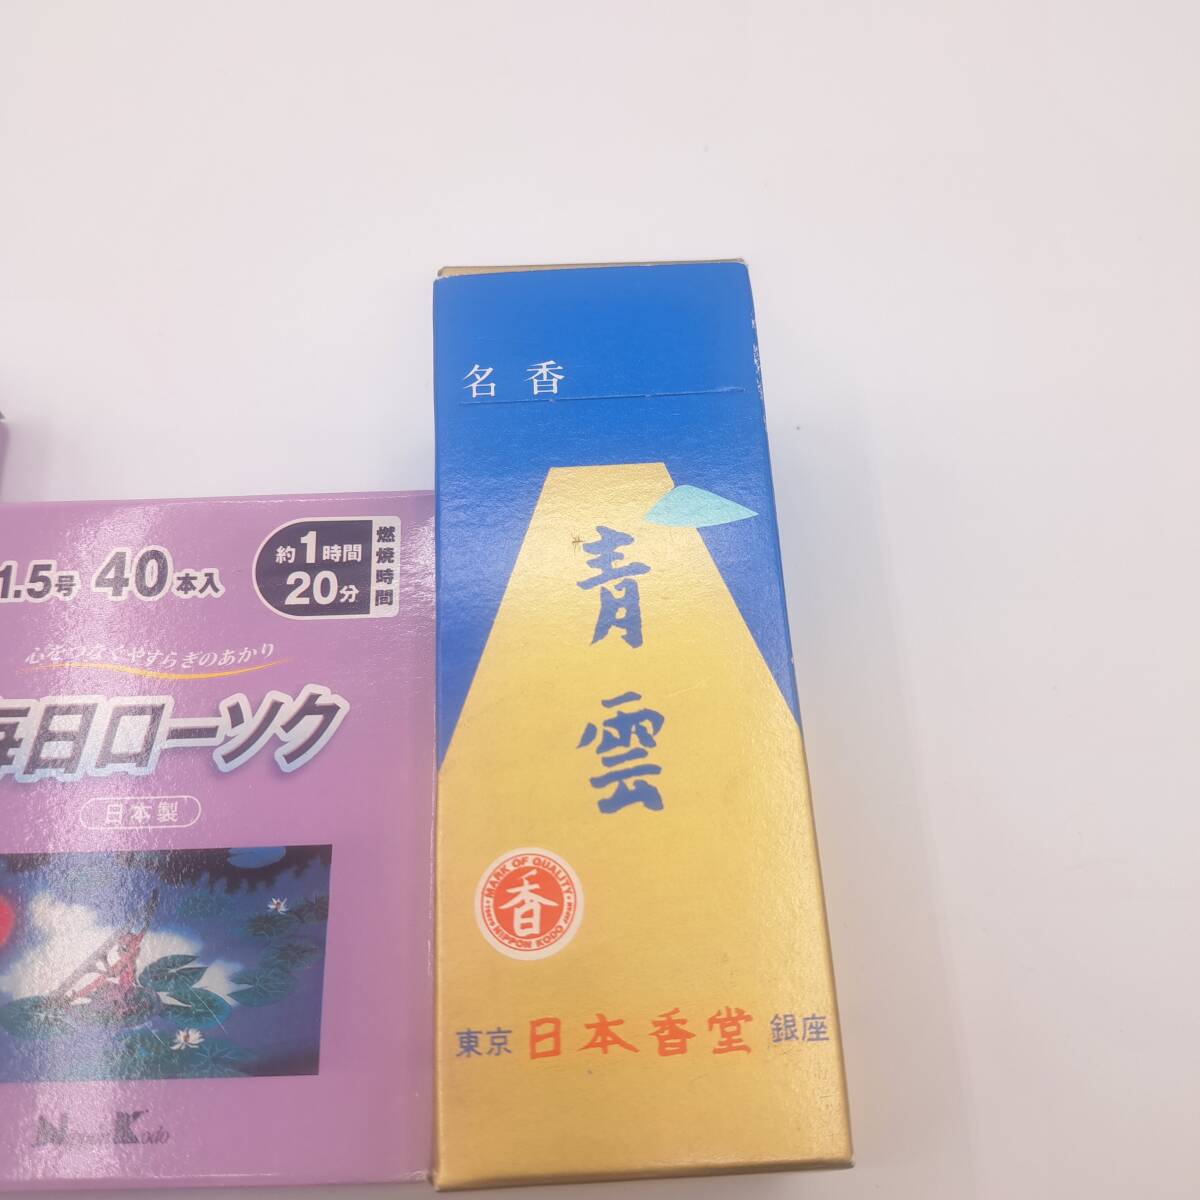 1.5号 40本入
約1時間
20分
燃焼時間
心をつなぐやすらぎのあかり
毎日ローソク
日本製
Nippon Kodo
名香
青雲
MARK OF QUALITY
香
NIPPON KODO
東京 日本香堂 銀座